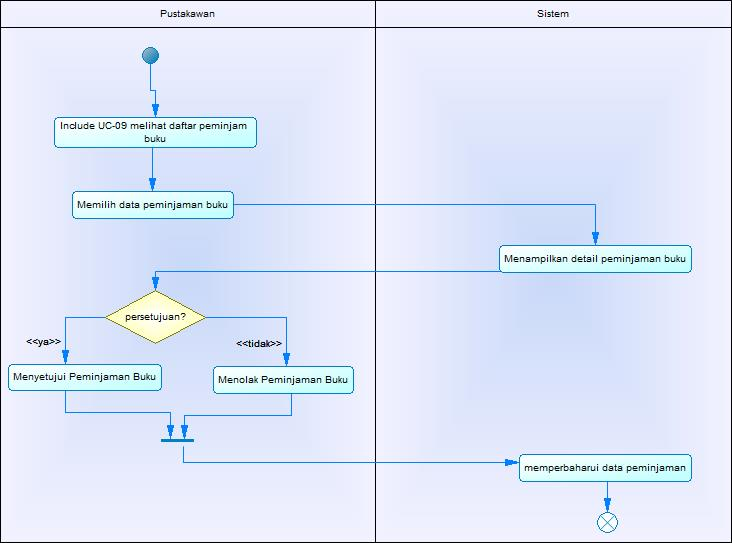 Pustakawan
Sistem
Include UC-09 melihat daftar peminjam
buku
Memilih data peminjaman buku
Menampilkan detail peminjaman buku
persetujuan?
<<ya>>
<<tidak>>
Menyetujui Peminjaman Buku
Menolak Peminjaman Buku
memperbaharui data peminjaman